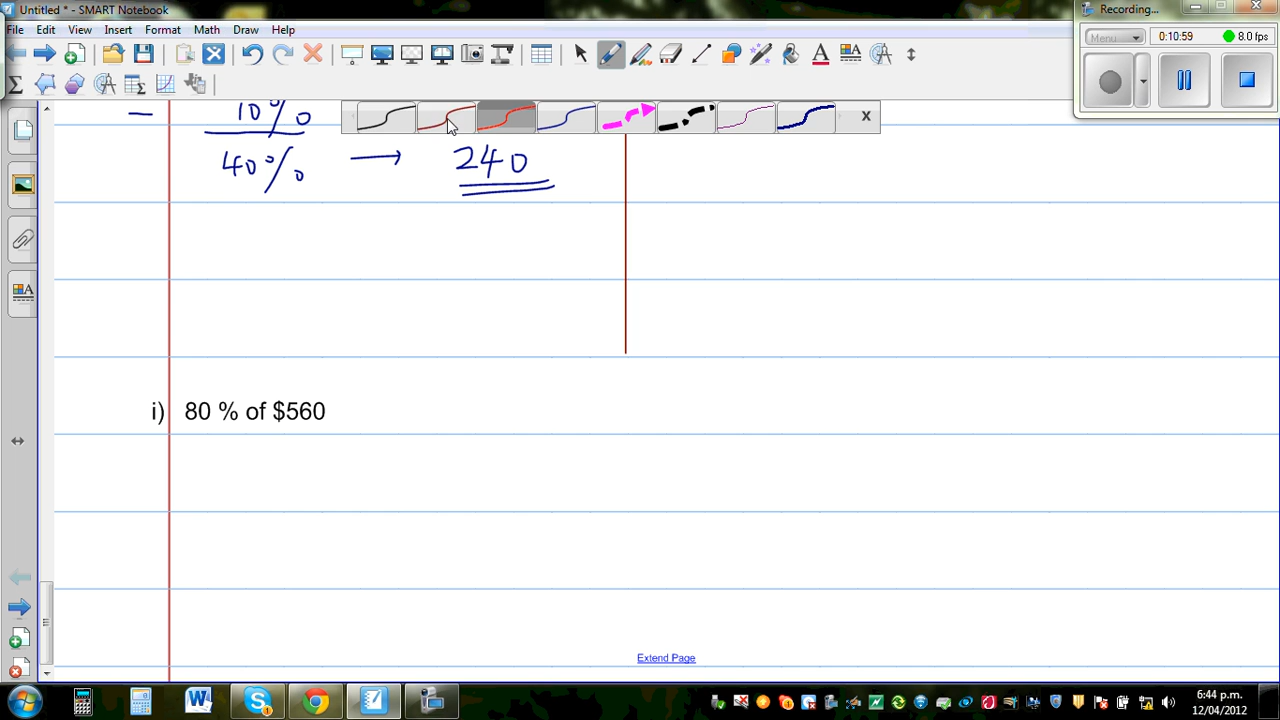 Untitled * - SMART Notebook
Recording...
File Edit View Insert Format Math Draw Help
Menu
0:10:59
8.0 fps
— 10%
x
40% → 240
i) 80 % of $560
Extend Page
6:44 p.m.
12/04/2012